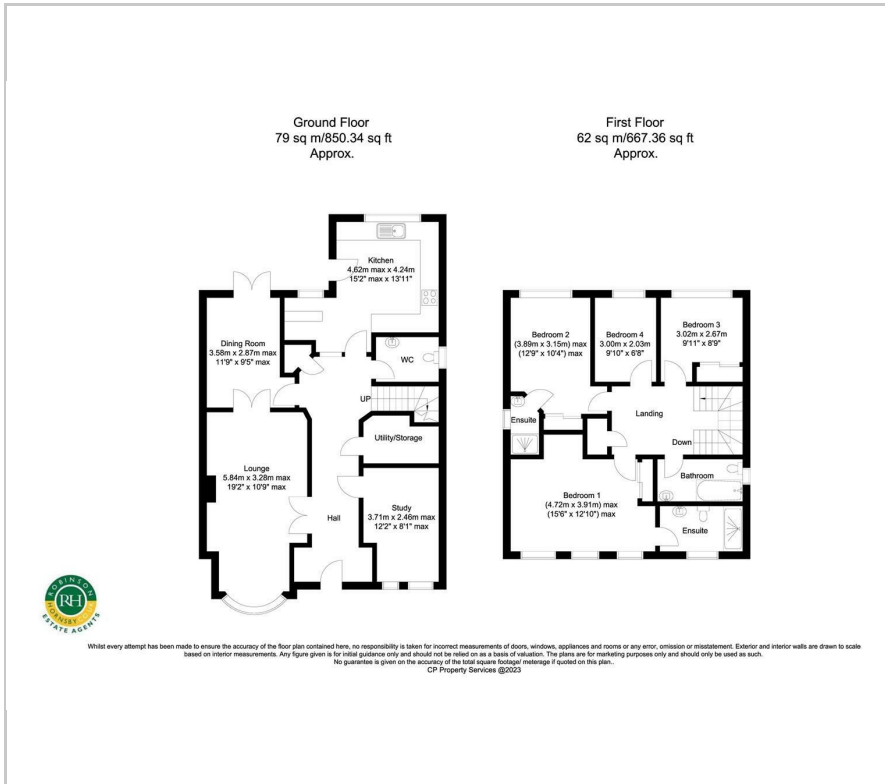 Ground Floor
79 sq m/850.34 sq ft
Approx.
First Floor
62 sq m/667.36 sq ft
Approx.
Kitchen
4.62m max x 4.24m
15'2" max x 13'11"
Dining Room
3.58m x 2.87m max
11'9" x 9'5" max
WC
UP
Utility/Storage
Lounge
5.84m x 3.28m max
19'2" x 10'9" max
Hall
Study
3.71m x 2.46m max
12'2" x 8'1" max
Bedroom 2
(3.89m x 3.15m) max
(12'9" x 10'4") max
Bedroom 4
3.00m x 2.03m
9'10" x 6'8"
Bedroom 3
3.02m x 2.67m
9'11" x 8'9"
Ensuite
Landing
Down
Bathroom
Bedroom 1
(4.72m x 3.91m) max
(15'6" x 12'10") max
Ensuite
ROBINSON
RH
HORNSBY
ESTATE AGENTS
Whilst every attempt has been made to ensure the accuracy of the floor plan contained here, no responsibility is taken for incorrect measurements of doors, windows, appliances and rooms or any error, omission or misstatement. Exterior and interior walls are drawn to scale
based on interior measurements. Any figure given is for initial guidance only and should not be relied on as a basis of valuation. The plans are for marketing purposes only and should only be used as such.
No guarantee is given on the accuracy of the total square footage/ meterage if quoted on this plan..
CP Property Services @2023